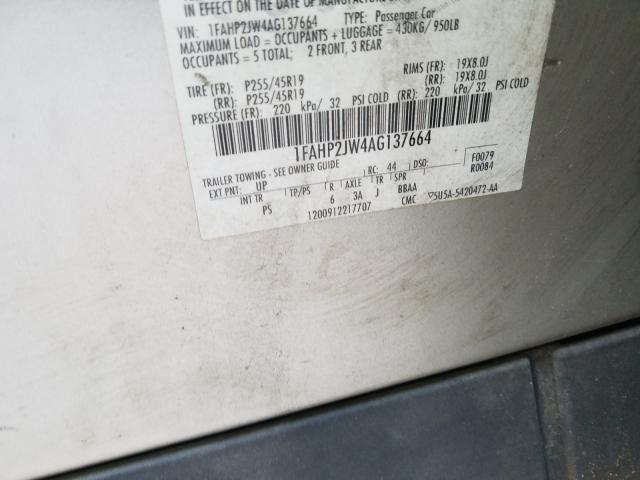 IN EFFECT ON THE DATE OF MANUFACTURE
VIN: 1FAHP2JW4AG137664 TYPE: Passenger Car
MAXIMUM LOAD = OCCUPANTS + LUGGAGE = 430KG/ 950LB
OCCUPANTS = 5 TOTAL; 2 FRONT, 3 REAR
TIRE (FR): P255/45R19 RIMS (FR): 19X8.0J
(RR): P255/45R19 (RR): 19X8.0J
PRESSURE (FR): 220 kPa/ 32 PSI COLD (RR): 220 kPa/ 32 PSI COLD
1FAHP2JW4AG137664
TRAILER TOWING - SEE OWNER GUIDE
EXT PNT: UP RC: 44 DSO: F0079
INT TR TP/PS R AXLE TR SPR R0084
PS 6 3A J BBAA
1200912217707 CMC 5U5A-5420472-AA